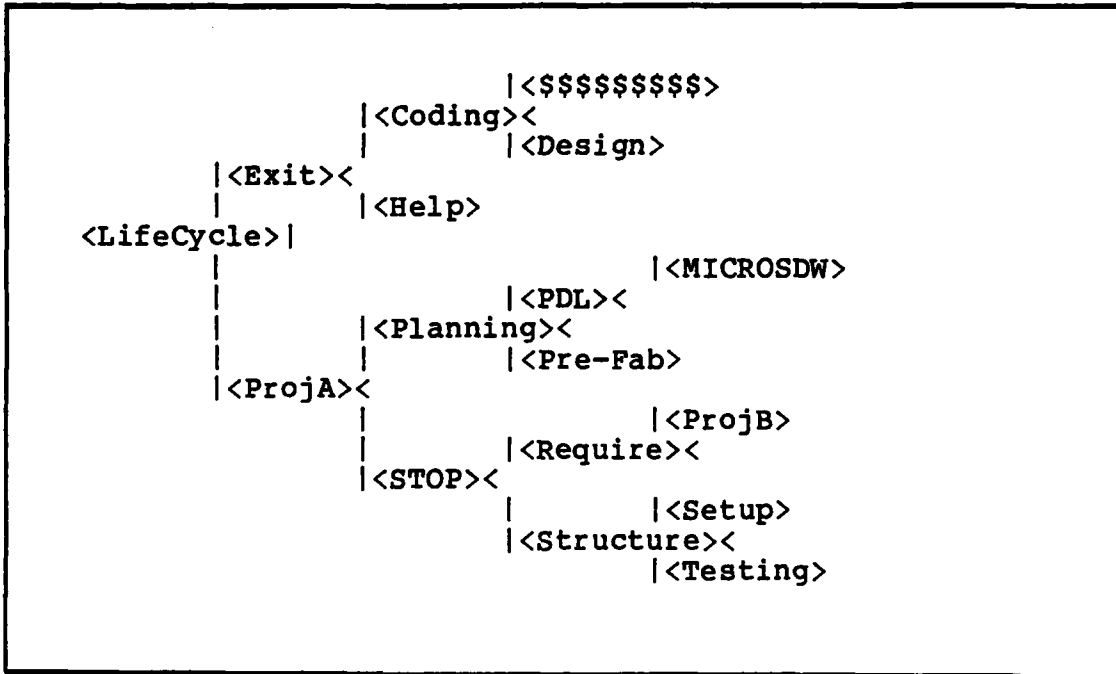 |<$$$$$$$$$>
|<Coding><
| |<Design>
|<Exit><
| |<Help>
<LifeCycle>|
| |<MICROSDW>
| |<PDL><
| |<Planning><
| | |<Pre-Fab>
|<ProjA><
| |<ProjB>
| |<Require><
|<STOP><
| |<Setup>
|<Structure><
|<Testing>